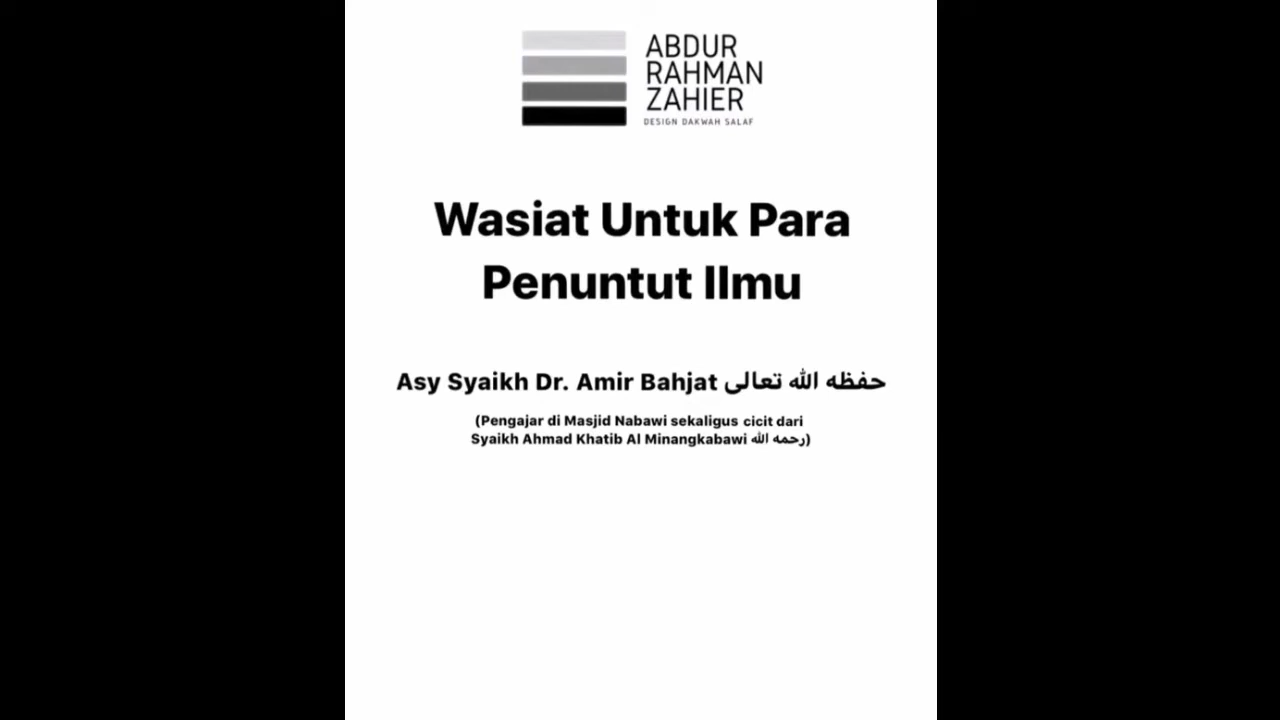 ABDUR
RAHMAN
ZAHIER
DESIGN DAKWAH SALAF
Wasiat Untuk Para
Penuntut Ilmu
Asy Syaikh Dr. Amir Bahjat حفظه الله تعالى
(Pengajar di Masjid Nabawi sekaligus cicit dari
Syaikh Ahmad Khatib Al Minangkabawi رحمه الله)